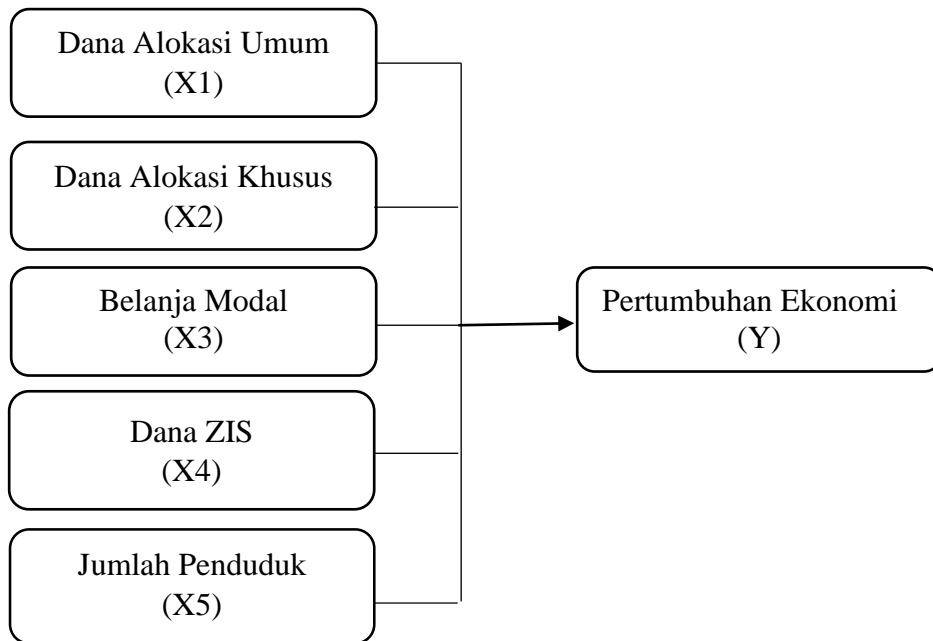 Dana Alokasi Umum
(X1)
Dana Alokasi Khusus
(X2)
Belanja Modal
(X3)
Pertumbuhan Ekonomi
(Y)
Dana ZIS
(X4)
Jumlah Penduduk
(X5)